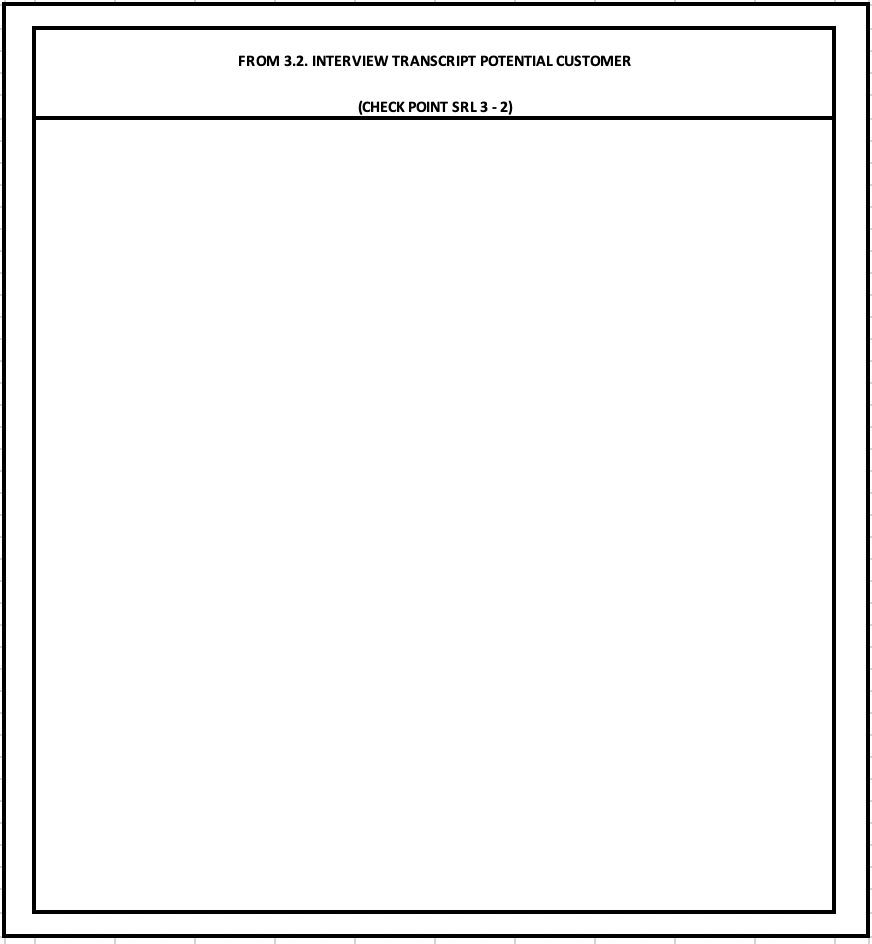 FROM 3.2. INTERVIEW TRANSCRIPT POTENTIAL CUSTOMER
(CHECK POINT SRL 3 - 2)